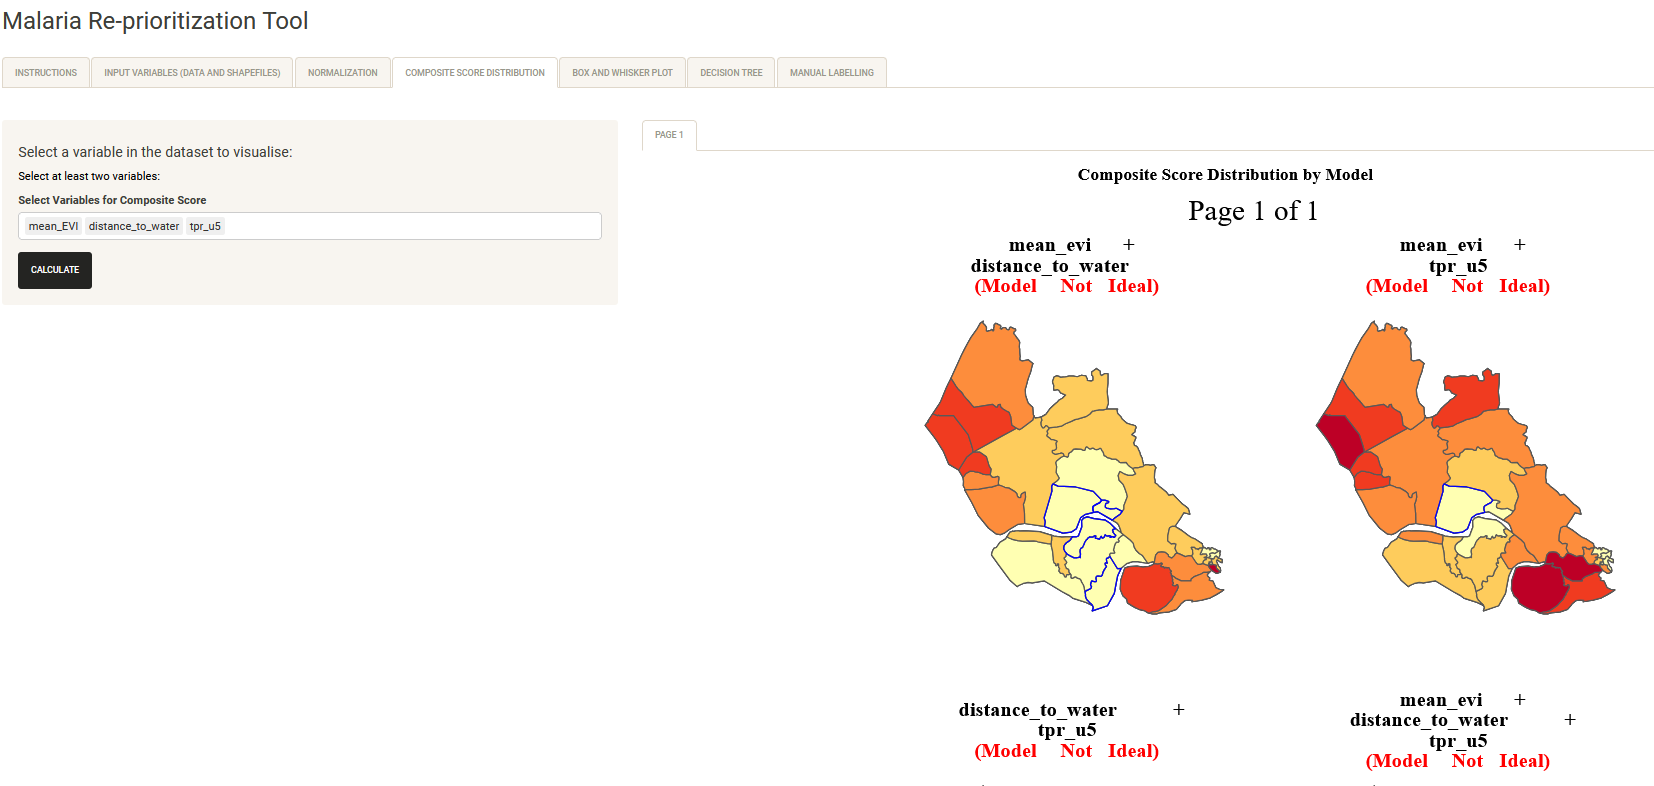 Malaria Re-prioritization Tool
INSTRUCTIONS
INPUT VARIABLES (DATA AND SHAPEFILES)
NORMALIZATION
COMPOSITE SCORE DISTRIBUTION
BOX AND WHISKER PLOT
DECISION TREE
MANUAL LABELLING
Select a variable in the dataset to visualise:
Select at least two variables:
Select Variables for Composite Score
mean_EVI distance_to_water tpr_u5
CALCULATE
PAGE 1
Composite Score Distribution by Model
Page 1 of 1
mean_evi +
distance_to_water
(Model Not Ideal)
mean_evi +
tpr_u5
(Model Not Ideal)
distance_to_water +
tpr_u5
(Model Not Ideal)
mean_evi +
distance_to_water +
tpr_u5
(Model Not Ideal)